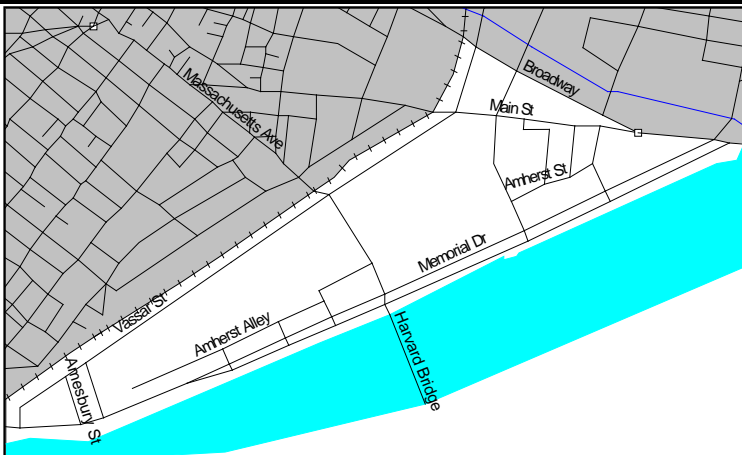 Broadway
Massachusetts Ave
Main St
Amherst St
Memorial Dr
Vassar St
Amherst Alley
Harvard Bridge
Amesbury St